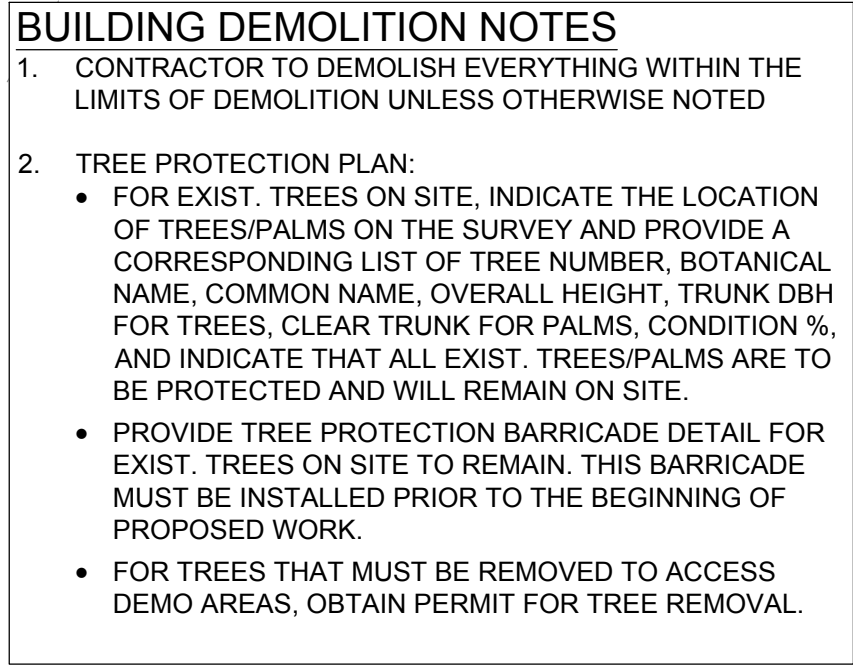 BUILDING DEMOLITION NOTES
1. CONTRACTOR TO DEMOLISH EVERYTHING WITHIN THE
LIMITS OF DEMOLITION UNLESS OTHERWISE NOTED
2. TREE PROTECTION PLAN:
• FOR EXIST. TREES ON SITE, INDICATE THE LOCATION
OF TREES/PALMS ON THE SURVEY AND PROVIDE A
CORRESPONDING LIST OF TREE NUMBER, BOTANICAL
NAME, COMMON NAME, OVERALL HEIGHT, TRUNK DBH
FOR TREES, CLEAR TRUNK FOR PALMS, CONDITION %,
AND INDICATE THAT ALL EXIST. TREES/PALMS ARE TO
BE PROTECTED AND WILL REMAIN ON SITE.
• PROVIDE TREE PROTECTION BARRICADE DETAIL FOR
EXIST. TREES ON SITE TO REMAIN. THIS BARRICADE
MUST BE INSTALLED PRIOR TO THE BEGINNING OF
PROPOSED WORK.
• FOR TREES THAT MUST BE REMOVED TO ACCESS
DEMO AREAS, OBTAIN PERMIT FOR TREE REMOVAL.